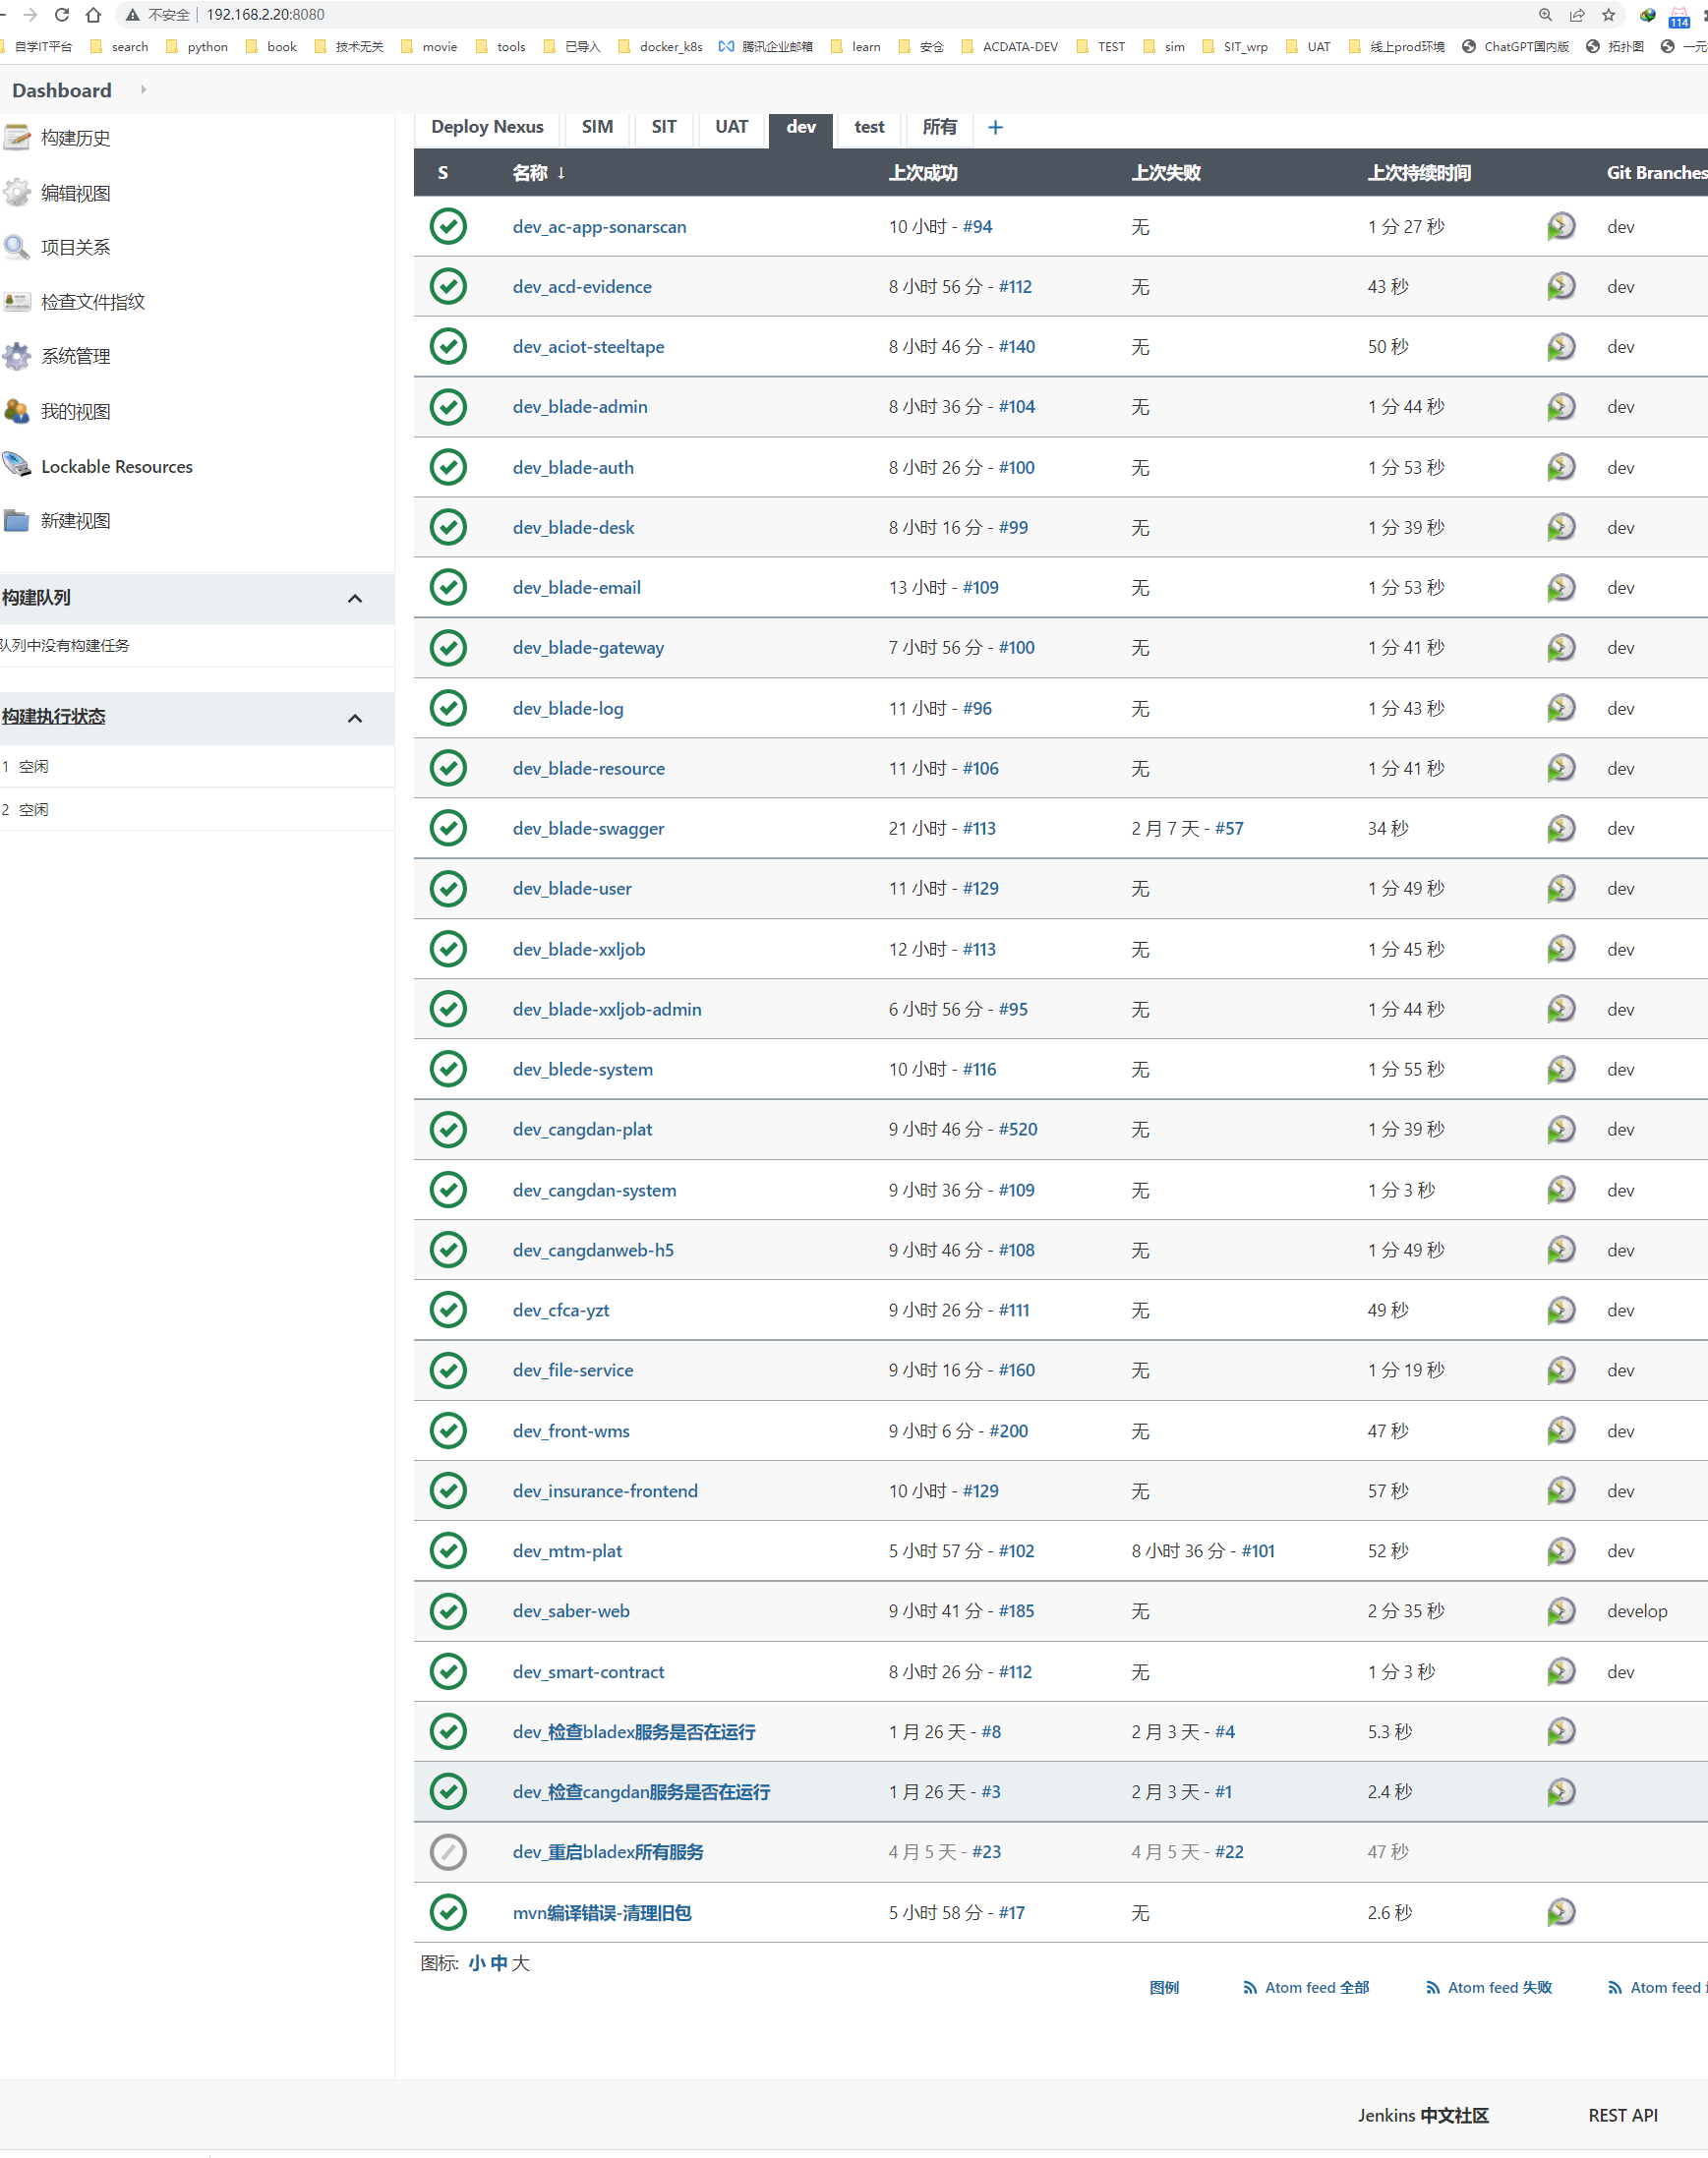 不安全 192.168.2.20:8080
114
自学IT平台 search python book 技术无关 movie tools 已导入 docker_k8s 腾讯企业邮箱 learn 安仓 ACDATA-DEV TEST sim SIT_wrp UAT 线上prod环境 ChatGPT国内版 拓扑图 一元
Dashboard
构建历史
编辑视图
项目关系
检查文件指纹
系统管理
我的视图
Lockable Resources
新建视图
构建队列
队列中没有构建任务
构建执行状态
1 空闲
2 空闲
Deploy Nexus SIM SIT UAT dev test 所有 +
S 名称 ↓ 上次成功 上次失败 上次持续时间 Git Branches
dev_ac-app-sonarscan 10 小时 - #94 无 1 分 27 秒 dev
dev_acd-evidence 8 小时 56 分 - #112 无 43 秒 dev
dev_aciot-steeltape 8 小时 46 分 - #140 无 50 秒 dev
dev_blade-admin 8 小时 36 分 - #104 无 1 分 44 秒 dev
dev_blade-auth 8 小时 26 分 - #100 无 1 分 53 秒 dev
dev_blade-desk 8 小时 16 分 - #99 无 1 分 39 秒 dev
dev_blade-email 13 小时 - #109 无 1 分 53 秒 dev
dev_blade-gateway 7 小时 56 分 - #100 无 1 分 41 秒 dev
dev_blade-log 11 小时 - #96 无 1 分 43 秒 dev
dev_blade-resource 11 小时 - #106 无 1 分 41 秒 dev
dev_blade-swagger 21 小时 - #113 2 月 7 天 - #57 34 秒 dev
dev_blade-user 11 小时 - #129 无 1 分 49 秒 dev
dev_blade-xxljob 12 小时 - #113 无 1 分 45 秒 dev
dev_blade-xxljob-admin 6 小时 56 分 - #95 无 1 分 44 秒 dev
dev_blede-system 10 小时 - #116 无 1 分 55 秒 dev
dev_cangdan-plat 9 小时 46 分 - #520 无 1 分 39 秒 dev
dev_cangdan-system 9 小时 36 分 - #109 无 1 分 3 秒 dev
dev_cangdanweb-h5 9 小时 46 分 - #108 无 1 分 49 秒 dev
dev_cfca-yzt 9 小时 26 分 - #111 无 49 秒 dev
dev_file-service 9 小时 16 分 - #160 无 1 分 19 秒 dev
dev_front-wms 9 小时 6 分 - #200 无 47 秒 dev
dev_insurance-frontend 10 小时 - #129 无 57 秒 dev
dev_mtm-plat 5 小时 57 分 - #102 8 小时 36 分 - #101 52 秒 dev
dev_saber-web 9 小时 41 分 - #185 无 2 分 35 秒 develop
dev_smart-contract 8 小时 26 分 - #112 无 1 分 3 秒 dev
dev_检查bladex服务是否在运行 1 月 26 天 - #8 2 月 3 天 - #4 5.3 秒
dev_检查cangdan服务是否在运行 1 月 26 天 - #3 2 月 3 天 - #1 2.4 秒
dev_重启bladex所有服务 4 月 5 天 - #23 4 月 5 天 - #22 47 秒
mvn编译错误-清理旧包 5 小时 58 分 - #17 无 2.6 秒
图标: 小 中 大
图例 Atom feed 全部 Atom feed 失败 Atom feed
Jenkins 中文社区 REST API